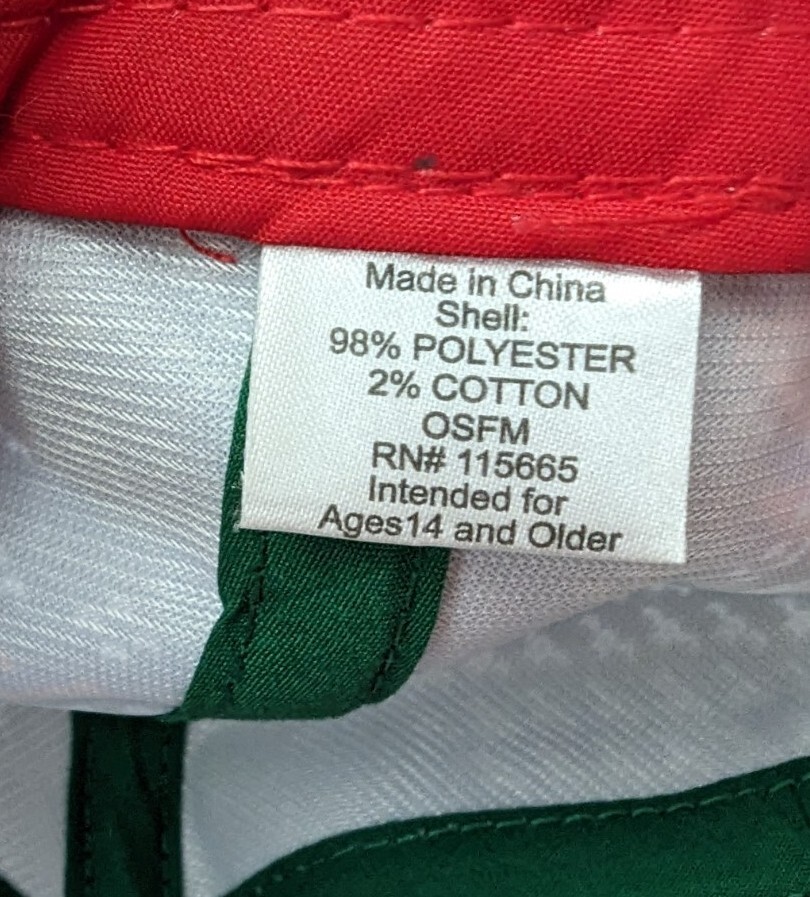 Made in China
Shell:
98% POLYESTER
2% COTTON
OSFM
RN# 115665
Intended for
Ages14 and Older